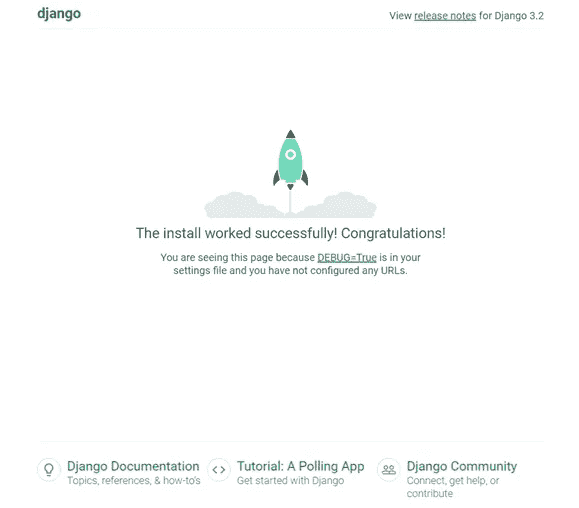 django
View release notes for Django 3.2
The install worked successfully! Congratulations!
You are seeing this page because DEBUG=True is in your
settings file and you have not configured any URLs.
Django Documentation
Topics, references, & how-to's
Tutorial: A Polling App
Get started with Django
Django Community
Connect, get help, or
contribute